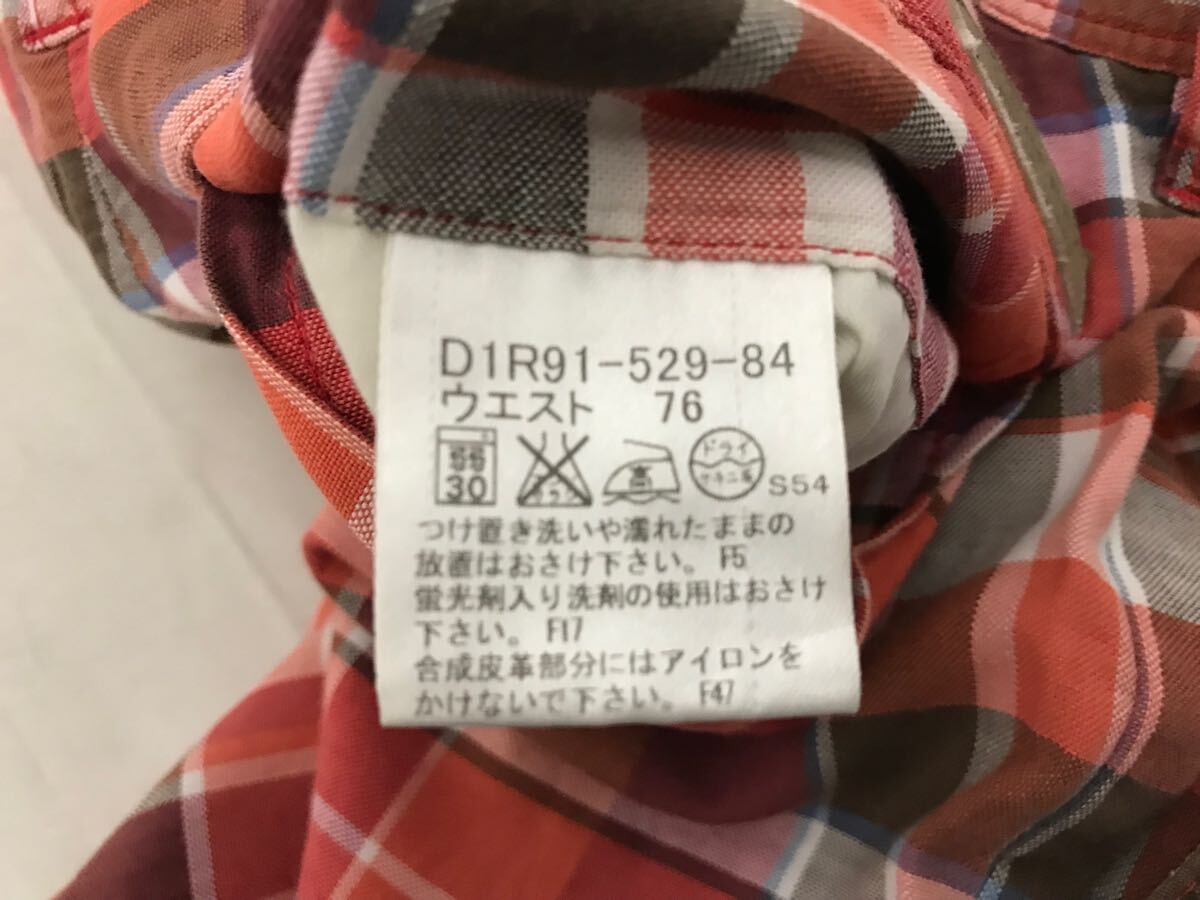 D1R91-529-84
ウエスト 76
30 高 ドライ S54
つけ置き洗いや濡れたままの
放置はおさけ下さい。 F5
蛍光剤入り洗剤の使用はおさけ
下さい。 F17
合成皮革部分にはアイロンを
かけないで下さい。 F47